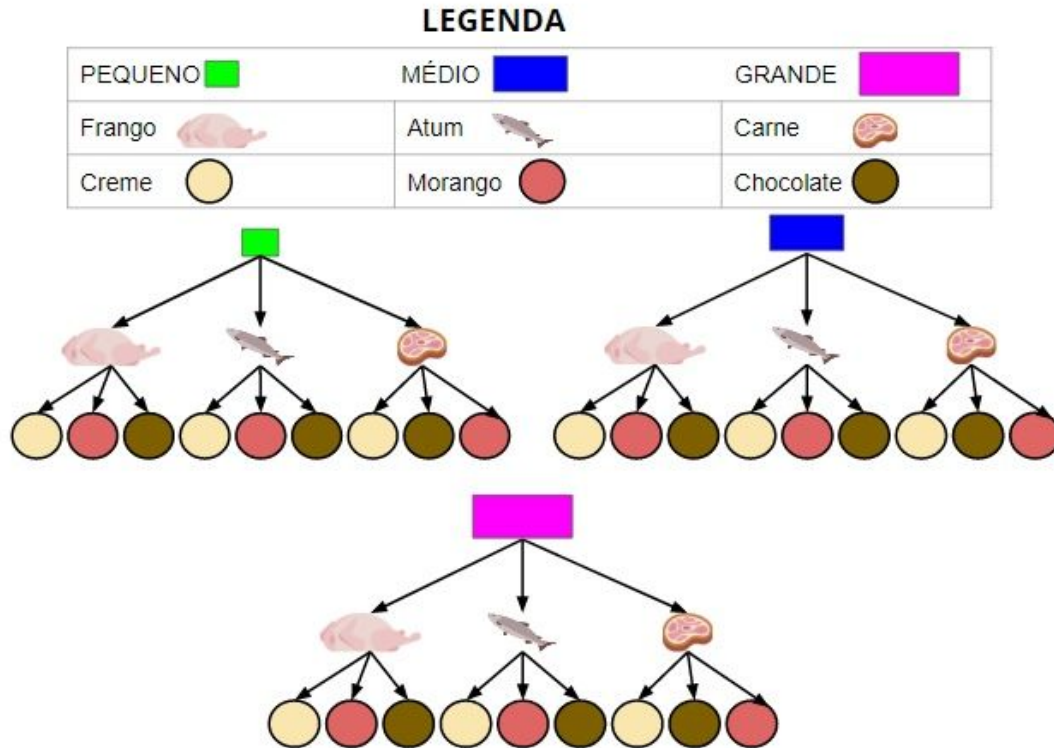 LEGENDA
PEQUENO MÉDIO GRANDE
Frango Atum Carne
Creme Morango Chocolate